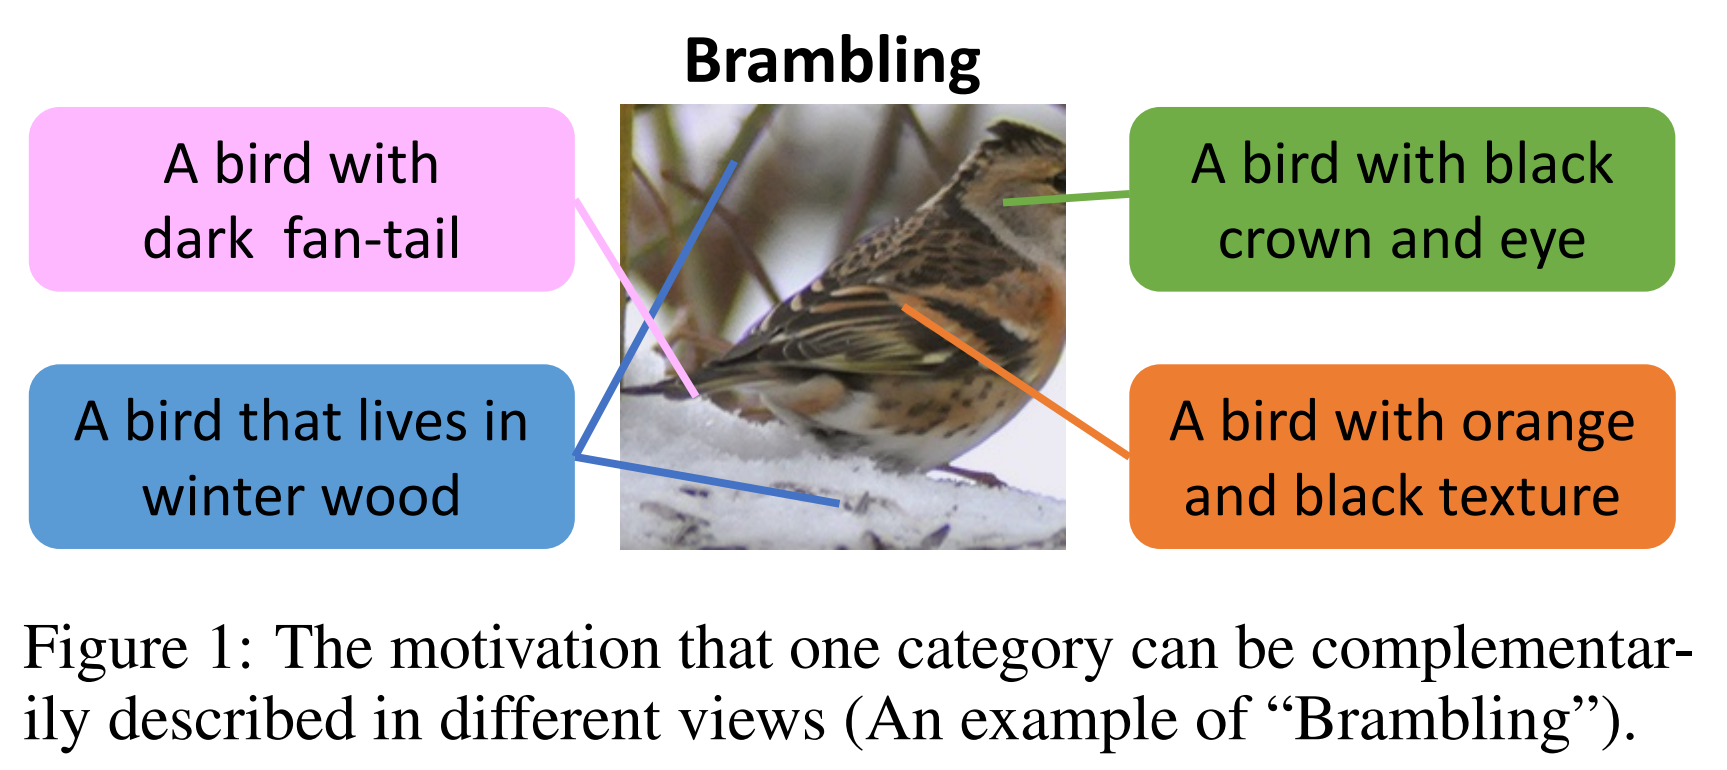 Brambling
A bird with
dark fan-tail
A bird with black
crown and eye
A bird that lives in
winter wood
A bird with orange
and black texture
Figure 1: The motivation that one category can be complementar-
ily described in different views (An example of “Brambling”).